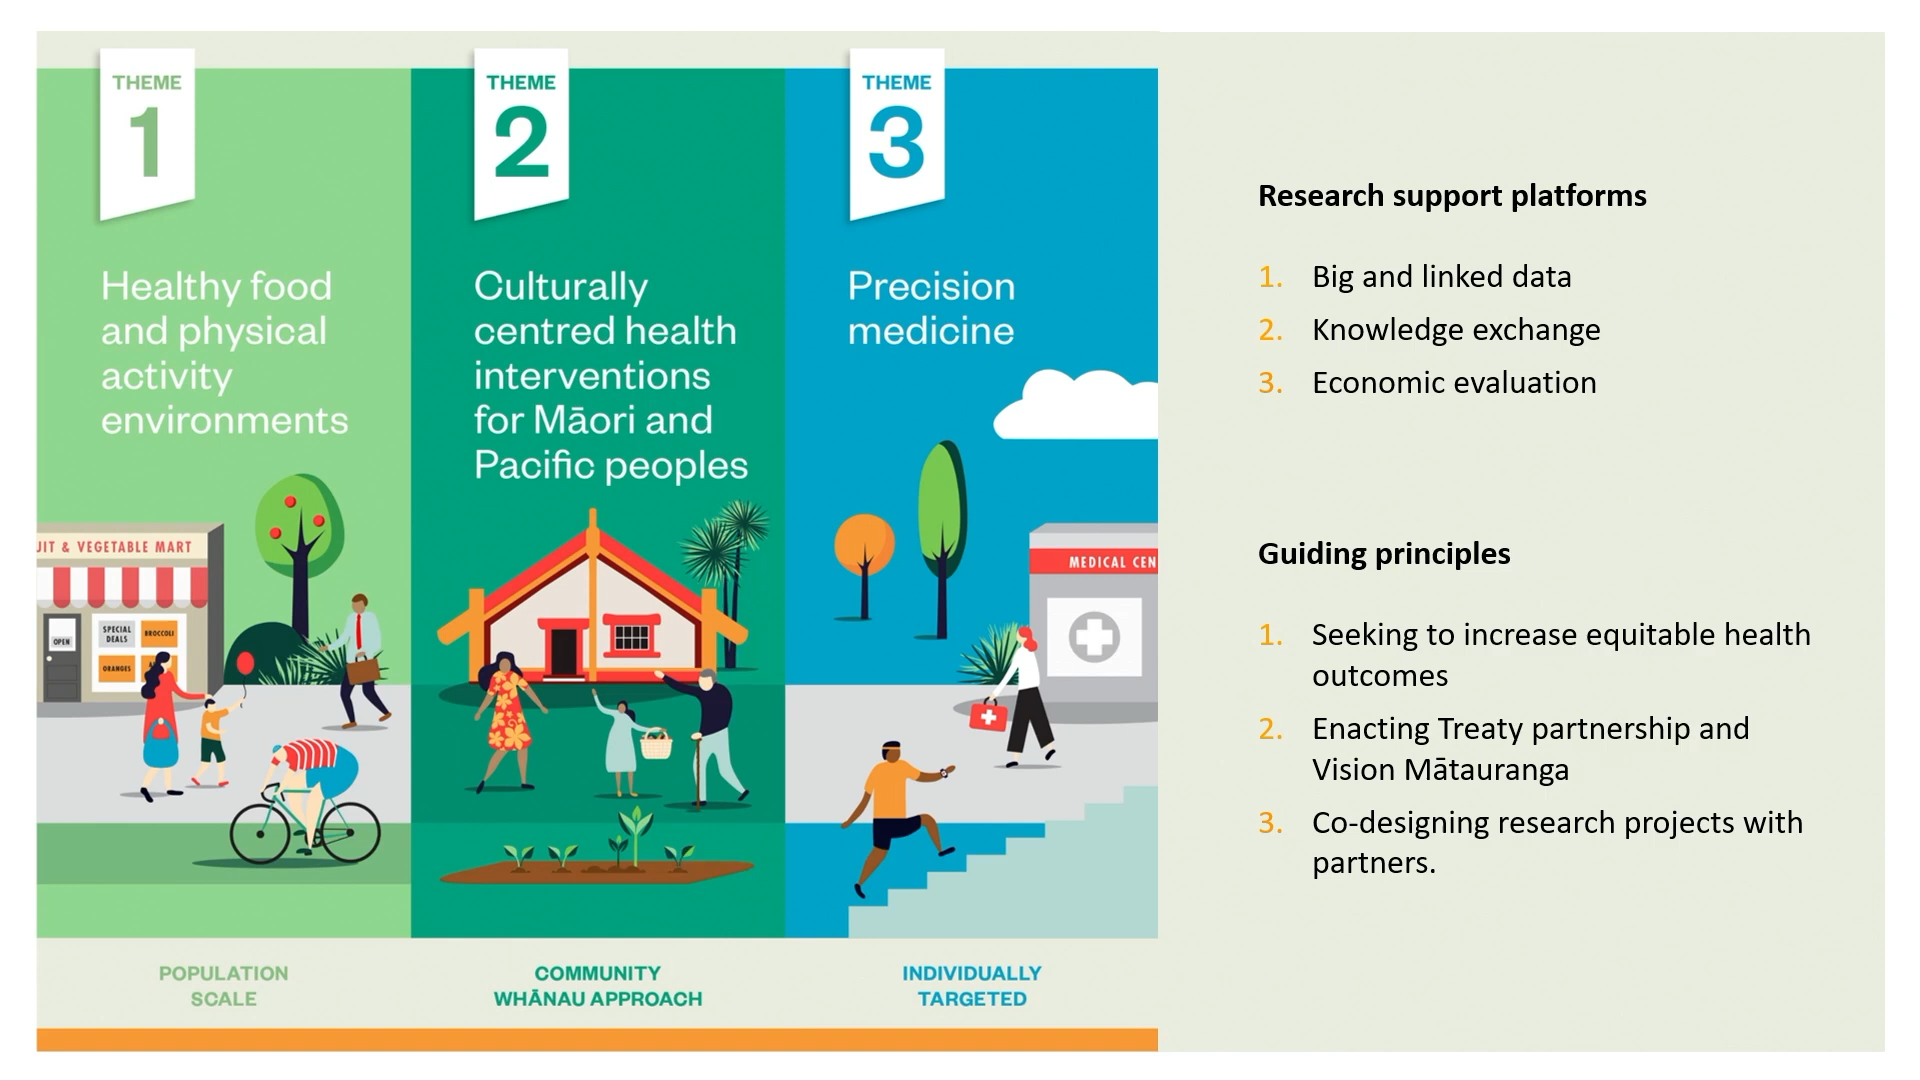 THEME
1
Healthy food
and physical
activity
environments
UIT & VEGETABLE MART
OPEN
SPECIAL
DEALS
BROCCOLI
ORANGES
THEME
2
Culturally
centred health
interventions
for Māori and
Pacific peoples
THEME
3
Precision
medicine
MEDICAL CEN
POPULATION
SCALE
COMMUNITY
WHĀNAU APPROACH
INDIVIDUALLY
TARGETED
Research support platforms
1. Big and linked data
2. Knowledge exchange
3. Economic evaluation
Guiding principles
1. Seeking to increase equitable health
outcomes
2. Enacting Treaty partnership and
Vision Mātauranga
3. Co-designing research projects with
partners.